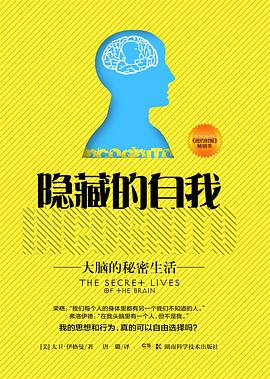 《纽约时报》
畅销书
隐藏的自我
大脑的秘密生活
THE SECRET LIVES
OF THE BRAIN
荣格：“我们每个人的身体里都有另一个我们不知道的人。”
弗洛伊德：“在我头脑里有一个人，但不是我。”
我的思想和行为，真的可以自由选择吗？
[美] 大卫·伊格曼/著 唐璐/译 湖南科学技术出版社